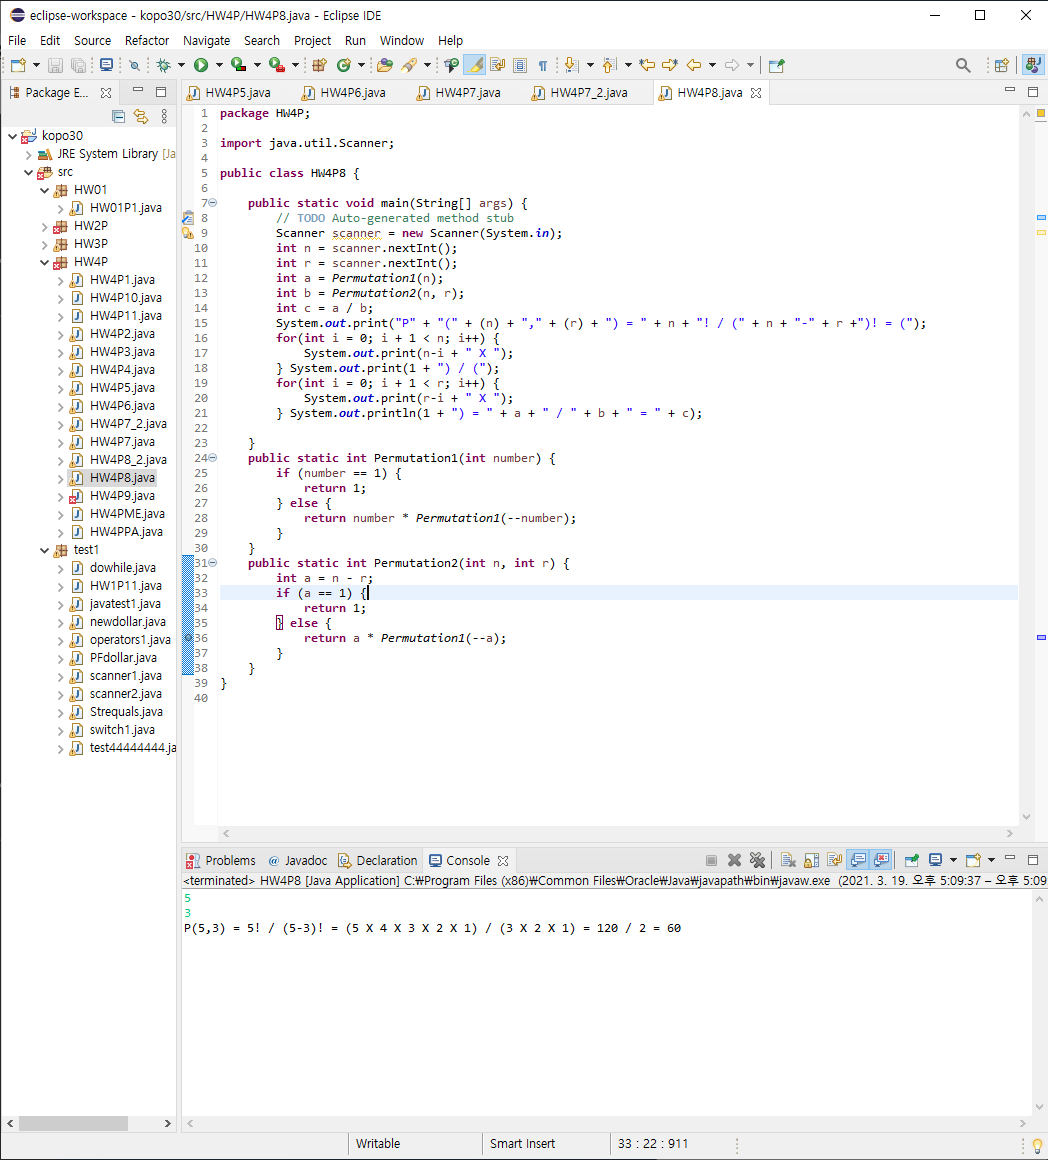 eclipse-workspace - kopo30/src/HW4P/HW4P8.java - Eclipse IDE
File Edit Source Refactor Navigate Search Project Run Window Help
Package E...
HW4P5.java HW4P6.java HW4P7.java HW4P7_2.java HW4P8.java
kopo30
JRE System Library [Ja
src
HW01
HW01P1.java
HW2P
HW3P
HW4P
HW4P1.java
HW4P10.java
HW4P11.java
HW4P2.java
HW4P3.java
HW4P4.java
HW4P5.java
HW4P6.java
HW4P7_2.java
HW4P7.java
HW4P8_2.java
HW4P8.java
HW4P9.java
HW4PME.java
HW4PPA.java
test1
dowhile.java
HW1P11.java
javatest1.java
newdollar.java
operators1.java
PFdollar.java
scanner1.java
scanner2.java
Strequals.java
switch1.java
test44444444.ja
1 package HW4P;
2
3 import java.util.Scanner;
4
5 public class HW4P8 {
6
7 public static void main(String[] args) {
8 // TODO Auto-generated method stub
9 Scanner scanner = new Scanner(System.in);
10 int n = scanner.nextInt();
11 int r = scanner.nextInt();
12 int a = Permutation1(n);
13 int b = Permutation2(n, r);
14 int c = a / b;
15 System.out.print("P" + "(" + (n) + "," + (r) + ") = " + n + "! / (" + n + "-" + r +")! = (");
16 for(int i = 0; i + 1 < n; i++) {
17 System.out.print(n-i + " X ");
18 } System.out.print(1 + ") / (");
19 for(int i = 0; i + 1 < r; i++) {
20 System.out.print(r-i + " X ");
21 } System.out.println(1 + ") = " + a + " / " + b + " = " + c);
22
23 }
24 public static int Permutation1(int number) {
25 if (number == 1) {
26 return 1;
27 } else {
28 return number * Permutation1(--number);
29 }
30 }
31 public static int Permutation2(int n, int r) {
32 int a = n - r;
33 if (a == 1) {
34 return 1;
35 } else {
36 return a * Permutation1(--a);
37 }
38 }
39 }
40
Problems @ Javadoc Declaration Console
<terminated> HW4P8 [Java Application] C:₩Program Files (x86)₩Common Files₩Oracle₩Java₩javapath₩bin₩javaw.exe (2021. 3. 19. 오후 5:09:37 – 오후 5:09
5
3
P(5,3) = 5! / (5-3)! = (5 X 4 X 3 X 2 X 1) / (3 X 2 X 1) = 120 / 2 = 60
Writable Smart Insert 33 : 22 : 911